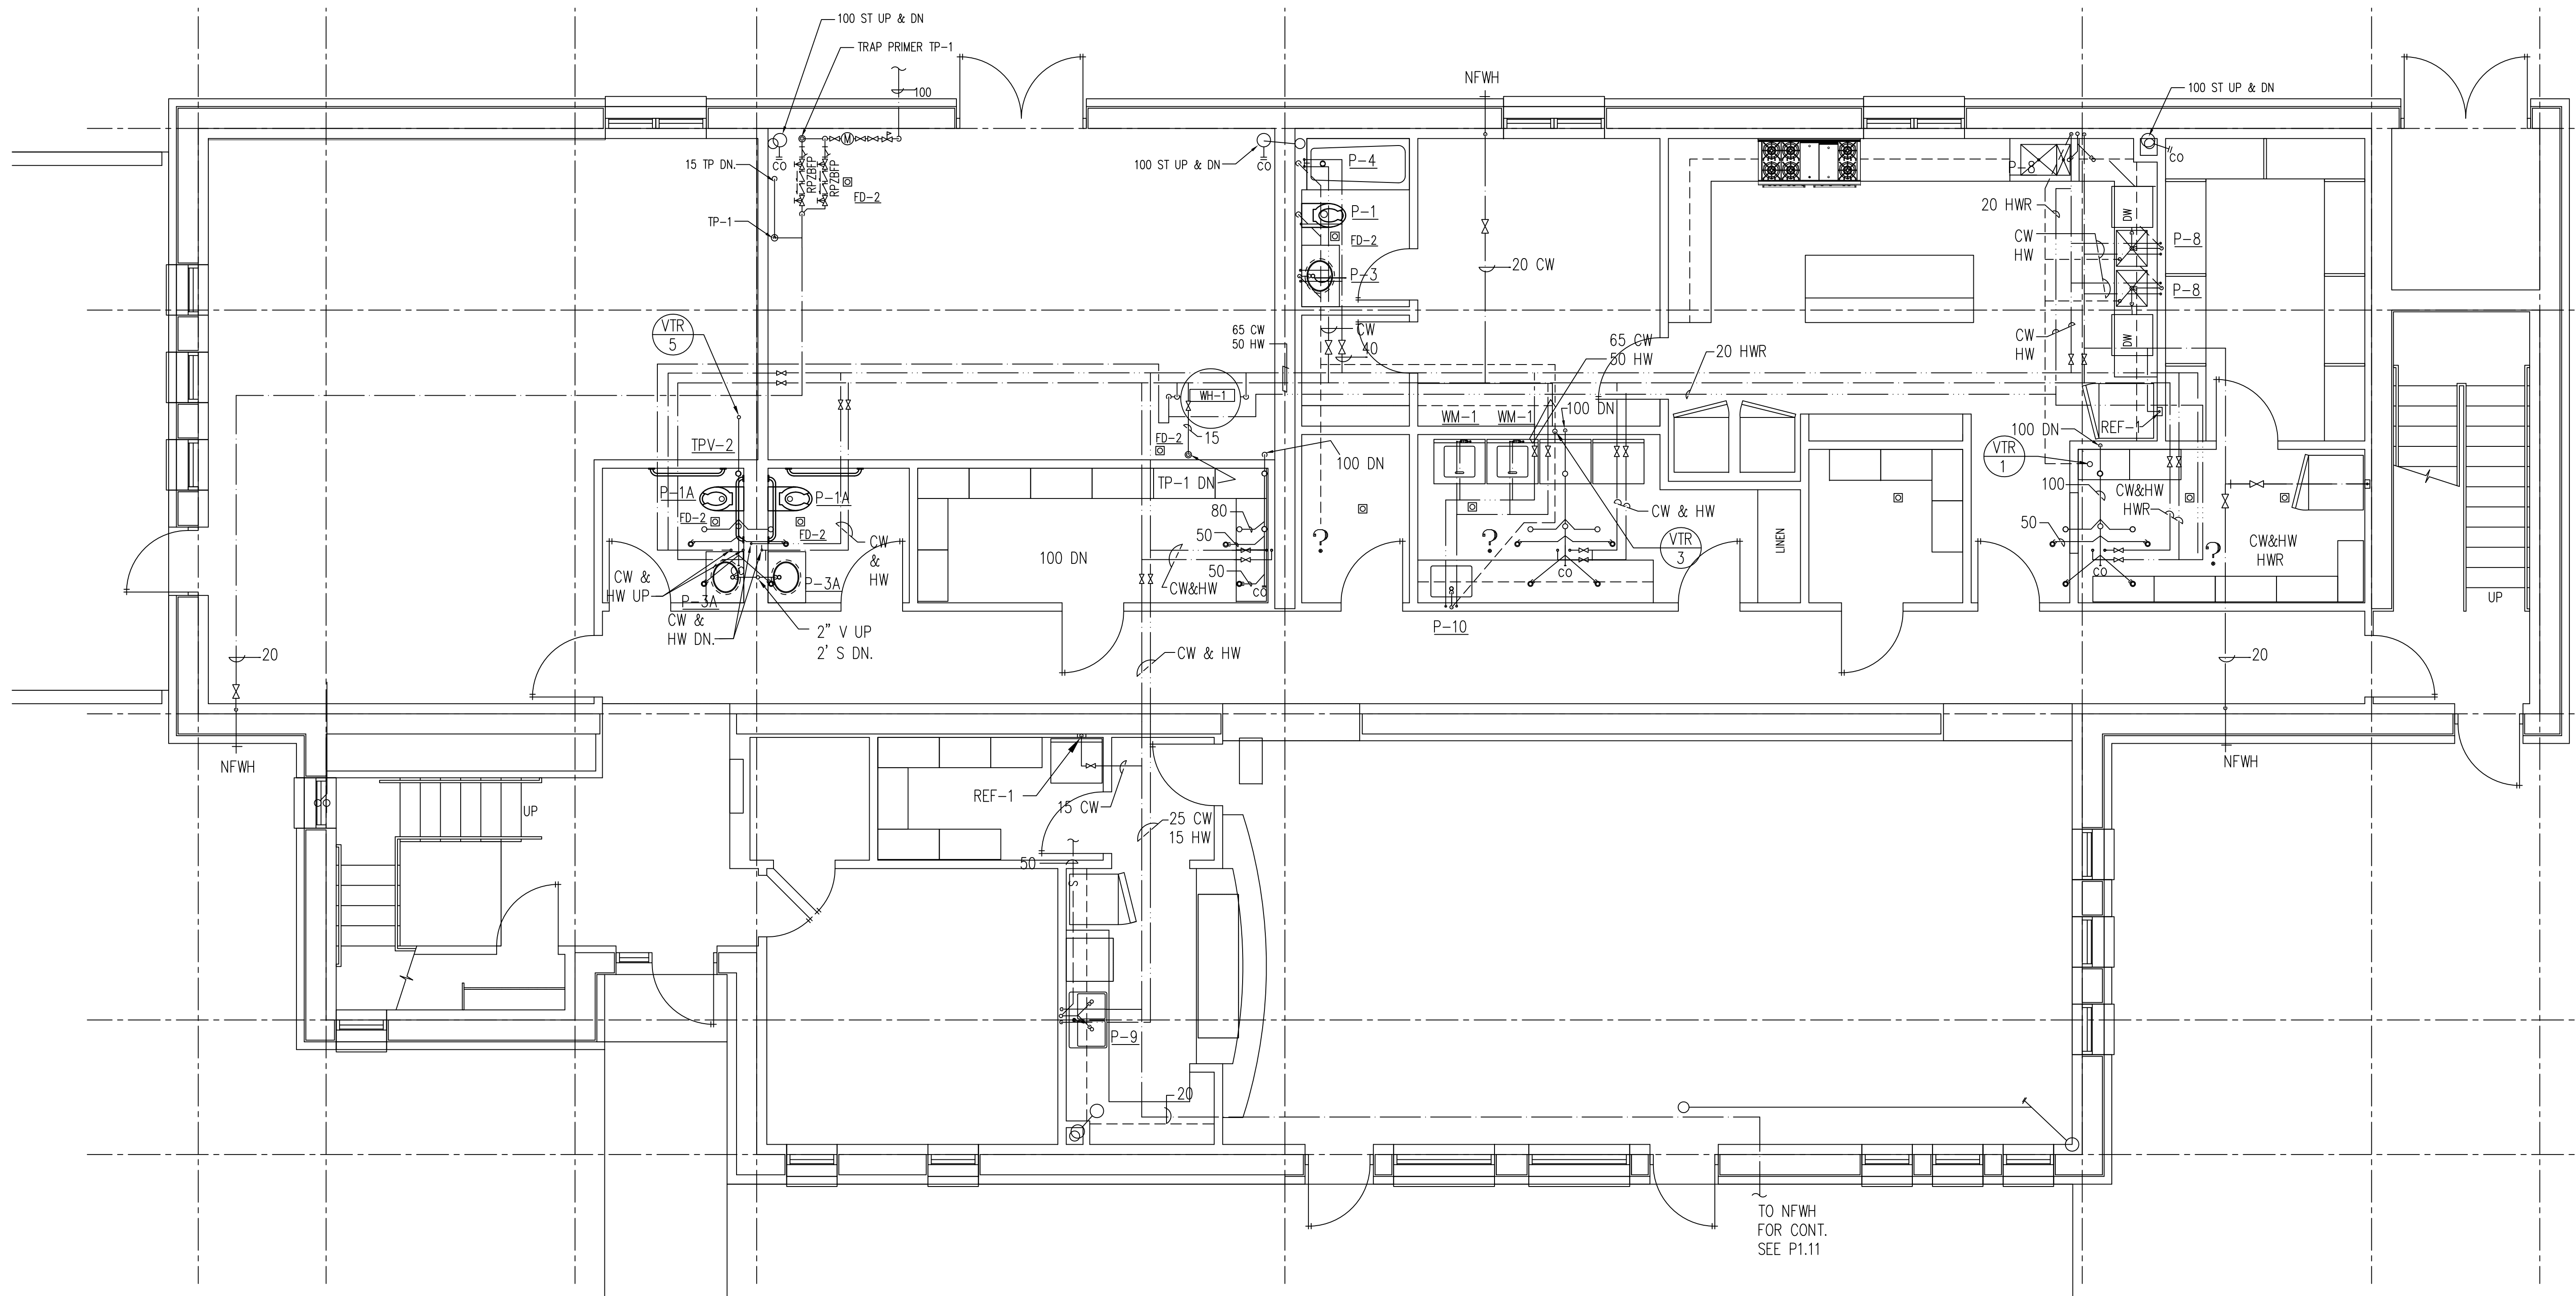 100 ST UP & DN
TRAP PRIMER TP-1
100
NFWH
100 ST UP & DN
M
CO
15 TP DN.
RPZBFP
RPZBFP
FD-2
TP-1
100 ST UP & DN
CO
P-4
P-1
FD-2
P-3
20 CW
P-8
CO
20 HWR
DW
CW
HW
P-8
P-8
CW
HW
DW
VTR
5
65 CW
50 HW
CW
40
65 CW
50 HW
20 HWR
WH-1
15
FD-2
TPV-2
TP-1 DN
100 DN
WM-1
WM-1
100 DN
REF-1
100 DN
VTR
1
P-1A
P-1A
FD-2
FD-2
CW
&
HW
100 DN
80
50
50
CW&HW
CO
?
?
CW & HW
VTR
3
CO
LINEN
100
CW&HW
HWR
50
?
CW&HW
HWR
CO
CW &
HW UP
P-3A
P-3A
CW &
HW DN.
2" V UP
2' S DN.
8
P-10
UP
20
CW & HW
20
NFWH
NFWH
UP
REF-1
15 CW
25 CW
15 HW
50
S
P-9
20
TO NFWH
FOR CONT.
SEE P1.11